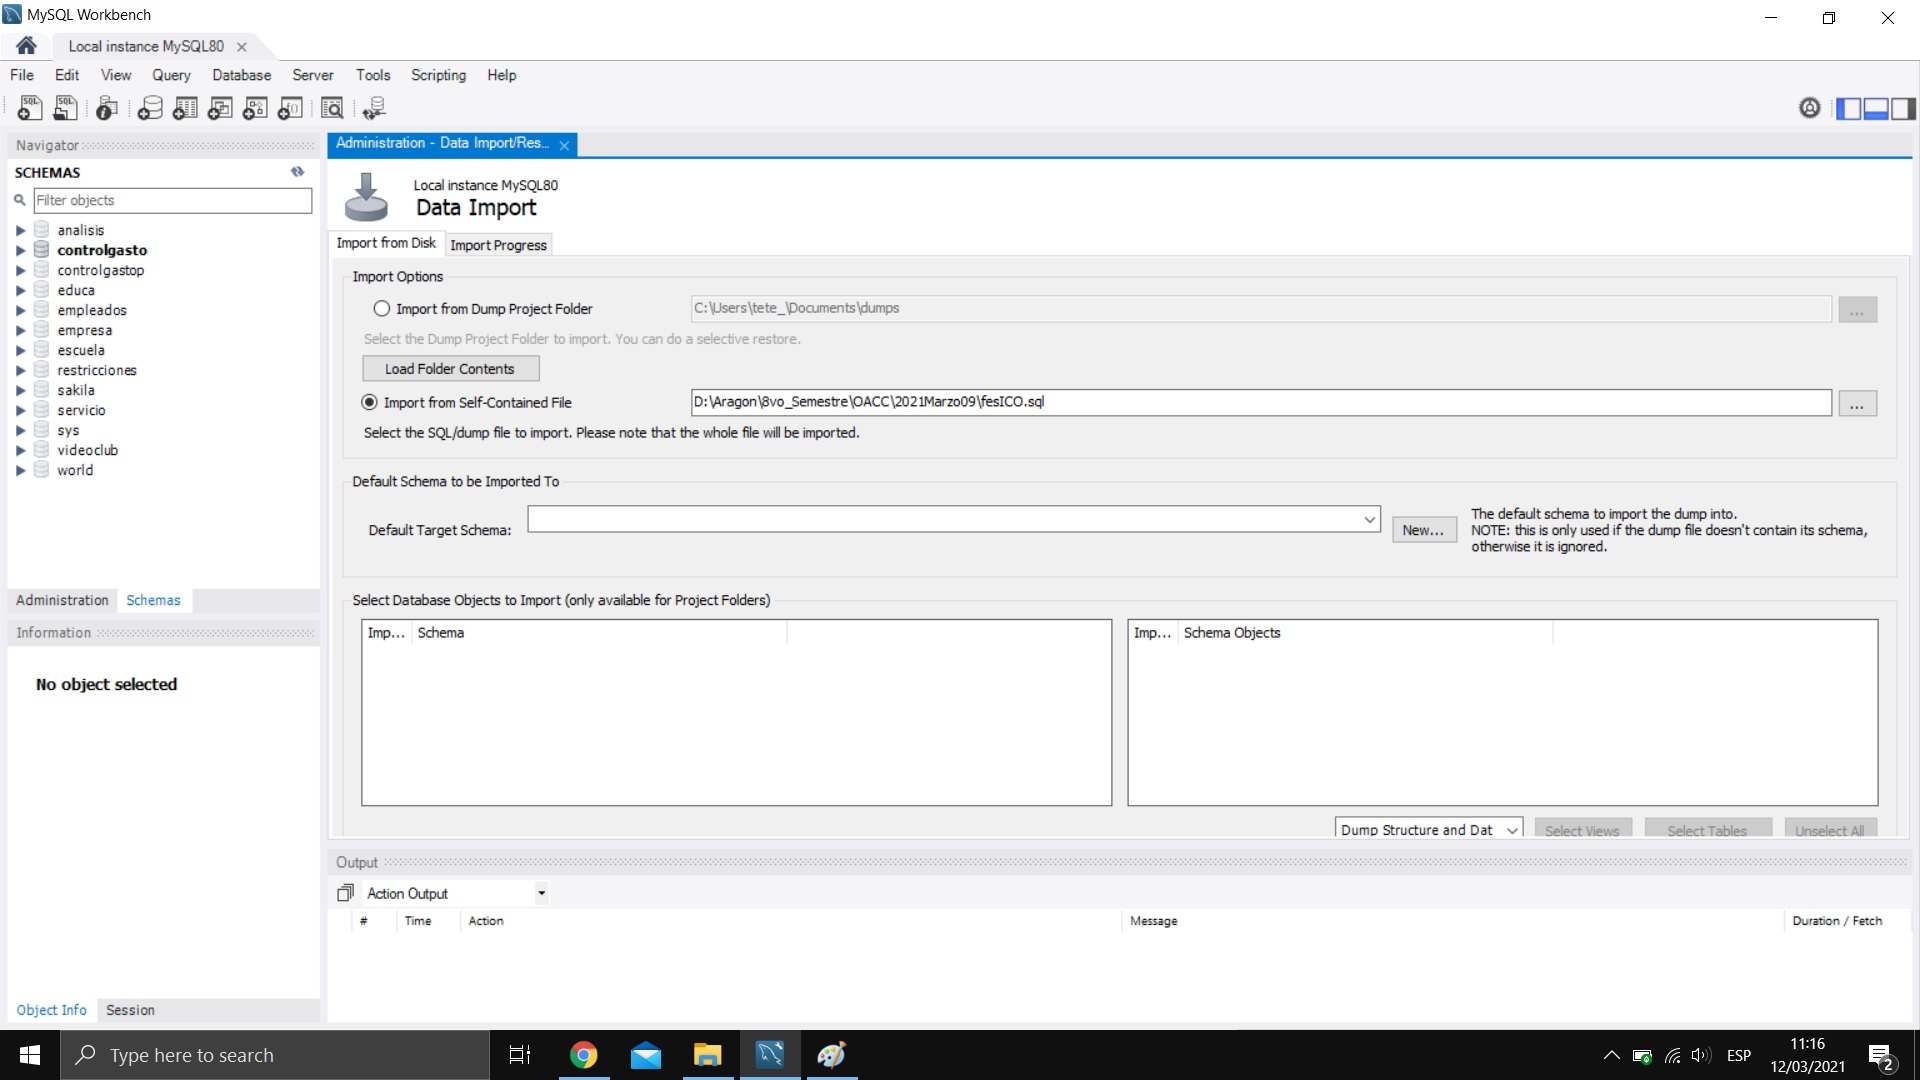 MySQL Workbench
Local instance MySQL80
File Edit View Query Database Server Tools Scripting Help
Navigator
SCHEMAS
Filter objects
analisis
controlgasto
controlgastop
educa
empleados
empresa
escuela
restricciones
sakila
servicio
sys
videoclub
world
Administration Schemas
Information
No object selected
Object Info Session
Administration - Data Import/Res...
Local instance MySQL80
Data Import
Import from Disk Import Progress
Import Options
Import from Dump Project Folder C:\Users\tete_\Documents\dumps ...
Select the Dump Project Folder to import. You can do a selective restore.
Load Folder Contents
Import from Self-Contained File D:\Aragon\8vo_Semestre\OACC\2021Marzo09\fesICO.sql ...
Select the SQL/dump file to import. Please note that the whole file will be imported.
Default Schema to be Imported To
Default Target Schema: New...
The default schema to import the dump into.
NOTE: this is only used if the dump file doesn't contain its schema,
otherwise it is ignored.
Select Database Objects to Import (only available for Project Folders)
Imp... Schema Imp... Schema Objects
Dump Structure and Dat Select Views Select Tables Unselect All
Output
Action Output
# Time Action Message Duration / Fetch
Type here to search
ESP
11:16
12/03/2021
2